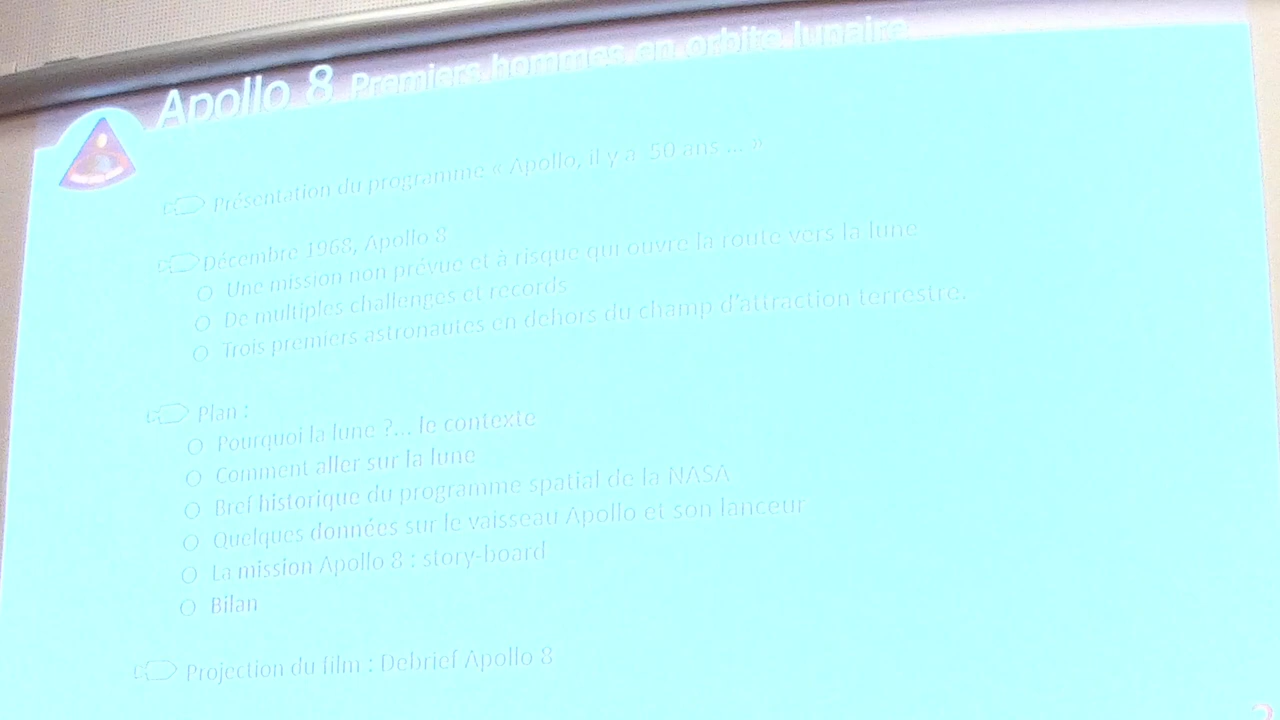 Apollo 8 Premiers hommes en orbite lunaire
Présentation du programme « Apollo, il y a 50 ans ... »
Décembre 1968, Apollo 8
Une mission non prévue et à risque qui ouvre la route vers la lune
De multiples challenges et records
Trois premiers astronautes en dehors du champ d'attraction terrestre.
Plan :
Pourquoi la lune ?... le contexte
Comment aller sur la lune
Bref historique du programme spatial de la NASA
Quelques données sur le vaisseau Apollo et son lanceur
La mission Apollo 8 : story-board
Bilan
Projection du film : Debrief Apollo 8